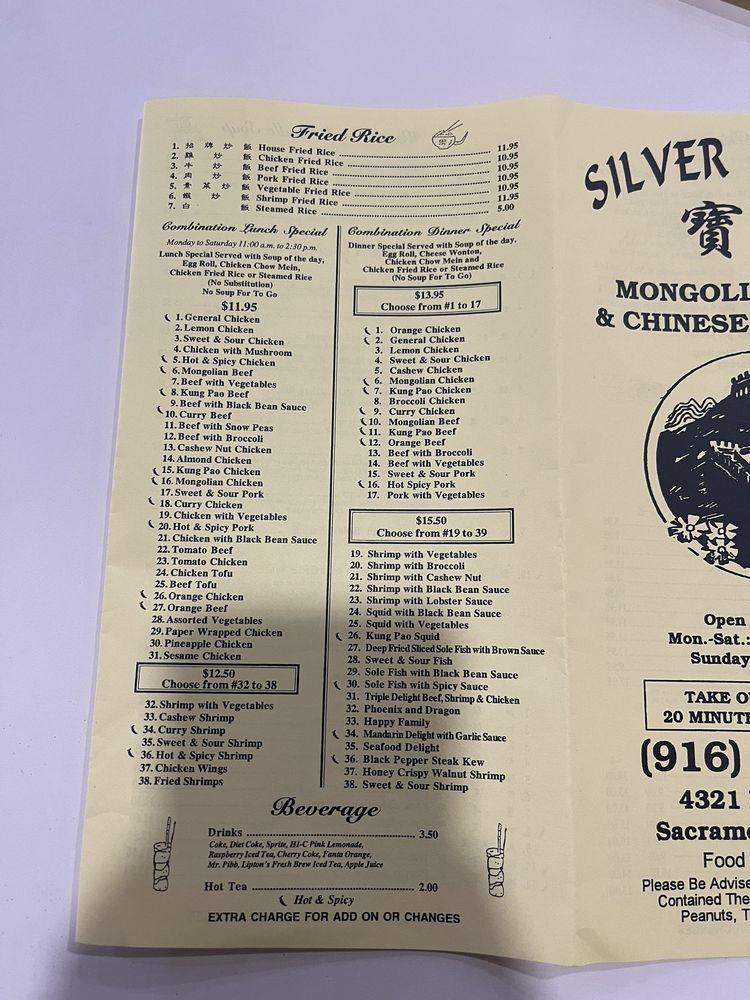 Fried Rice
1. 招牌炒飯 House Fried Rice ........ 11.95
2. 雞炒飯 Chicken Fried Rice ........ 10.95
3. 牛炒飯 Beef Fried Rice ........ 10.95
4. 肉炒飯 Pork Fried Rice ........ 10.95
5. 素菜炒飯 Vegetable Fried Rice ........ 10.95
6. 蝦炒飯 Shrimp Fried Rice ........ 11.95
7. 白飯 Steamed Rice ........ 5.00
Combination Lunch Special
Monday to Saturday 11:00 a.m. to 2:30 p.m.
Lunch Special Served with Soup of the day,
Egg Roll, Chicken Chow Mein,
Chicken Fried Rice or Steamed Rice
(No Substitution)
No Soup For To Go
$11.95
1. General Chicken
2. Lemon Chicken
3. Sweet & Sour Chicken
4. Chicken with Mushroom
5. Hot & Spicy Chicken
6. Mongolian Beef
7. Beef with Vegetables
8. Kung Pao Beef
9. Beef with Black Bean Sauce
10. Curry Beef
11. Beef with Snow Peas
12. Beef with Broccoli
13. Cashew Nut Chicken
14. Almond Chicken
15. Kung Pao Chicken
16. Mongolian Chicken
17. Sweet & Sour Pork
18. Curry Chicken
19. Chicken with Vegetables
20. Hot & Spicy Pork
21. Chicken with Black Bean Sauce
22. Tomato Beef
23. Tomato Chicken
24. Chicken Tofu
25. Beef Tofu
26. Orange Chicken
27. Orange Beef
28. Assorted Vegetables
29. Paper Wrapped Chicken
30. Pineapple Chicken
31. Sesame Chicken
$12.50
Choose from #32 to 38
32. Shrimp with Vegetables
33. Cashew Shrimp
34. Curry Shrimp
35. Sweet & Sour Shrimp
36. Hot & Spicy Shrimp
37. Chicken Wings
38. Fried Shrimps
Combination Dinner Special
Dinner Special Served with Soup of the day,
Egg Roll, Cheese Wonton,
Chicken Chow Mein and
Chicken Fried Rice or Steamed Rice
(No Soup For To Go)
$13.95
Choose from #1 to 17
1. Orange Chicken
2. General Chicken
3. Lemon Chicken
4. Sweet & Sour Chicken
5. Cashew Chicken
6. Mongolian Chicken
7. Kung Pao Chicken
8. Broccoli Chicken
9. Curry Chicken
10. Mongolian Beef
11. Kung Pao Beef
12. Orange Beef
13. Beef with Broccoli
14. Beef with Vegetables
15. Sweet & Sour Pork
16. Hot Spicy Pork
17. Pork with Vegetables
$15.50
Choose from #19 to 39
19. Shrimp with Vegetables
20. Shrimp with Broccoli
21. Shrimp with Cashew Nut
22. Shrimp with Black Bean Sauce
23. Shrimp with Lobster Sauce
24. Squid with Black Bean Sauce
25. Squid with Vegetables
26. Kung Pao Squid
27. Deep Fried Sliced Sole Fish with Brown Sauce
28. Sweet & Sour Fish
29. Sole Fish with Black Bean Sauce
30. Sole Fish with Spicy Sauce
31. Triple Delight Beef, Shrimp & Chicken
32. Phoenix and Dragon
33. Happy Family
34. Mandarin Delight with Garlic Sauce
35. Seafood Delight
36. Black Pepper Steak Kew
37. Honey Crispy Walnut Shrimp
38. Sweet & Sour Shrimp
Beverage
Drinks ........ 3.50
Coke, Diet Coke, Sprite, HI-C Pink Lemonade,
Raspberry Iced Tea, Cherry Coke, Fanta Orange,
Mr. Pibb, Lipton's Fresh Brew Iced Tea, Apple Juice
Hot Tea ........ 2.00
Hot & Spicy
EXTRA CHARGE FOR ADD ON OR CHANGES
SILVER
寶
MONGOLI
& CHINESE
Open
Mon.-Sat.:
Sunday
TAKE O
20 MINUTE
(916)
4321
Sacrame
Food
Please Be Advise
Contained The
Peanuts, T